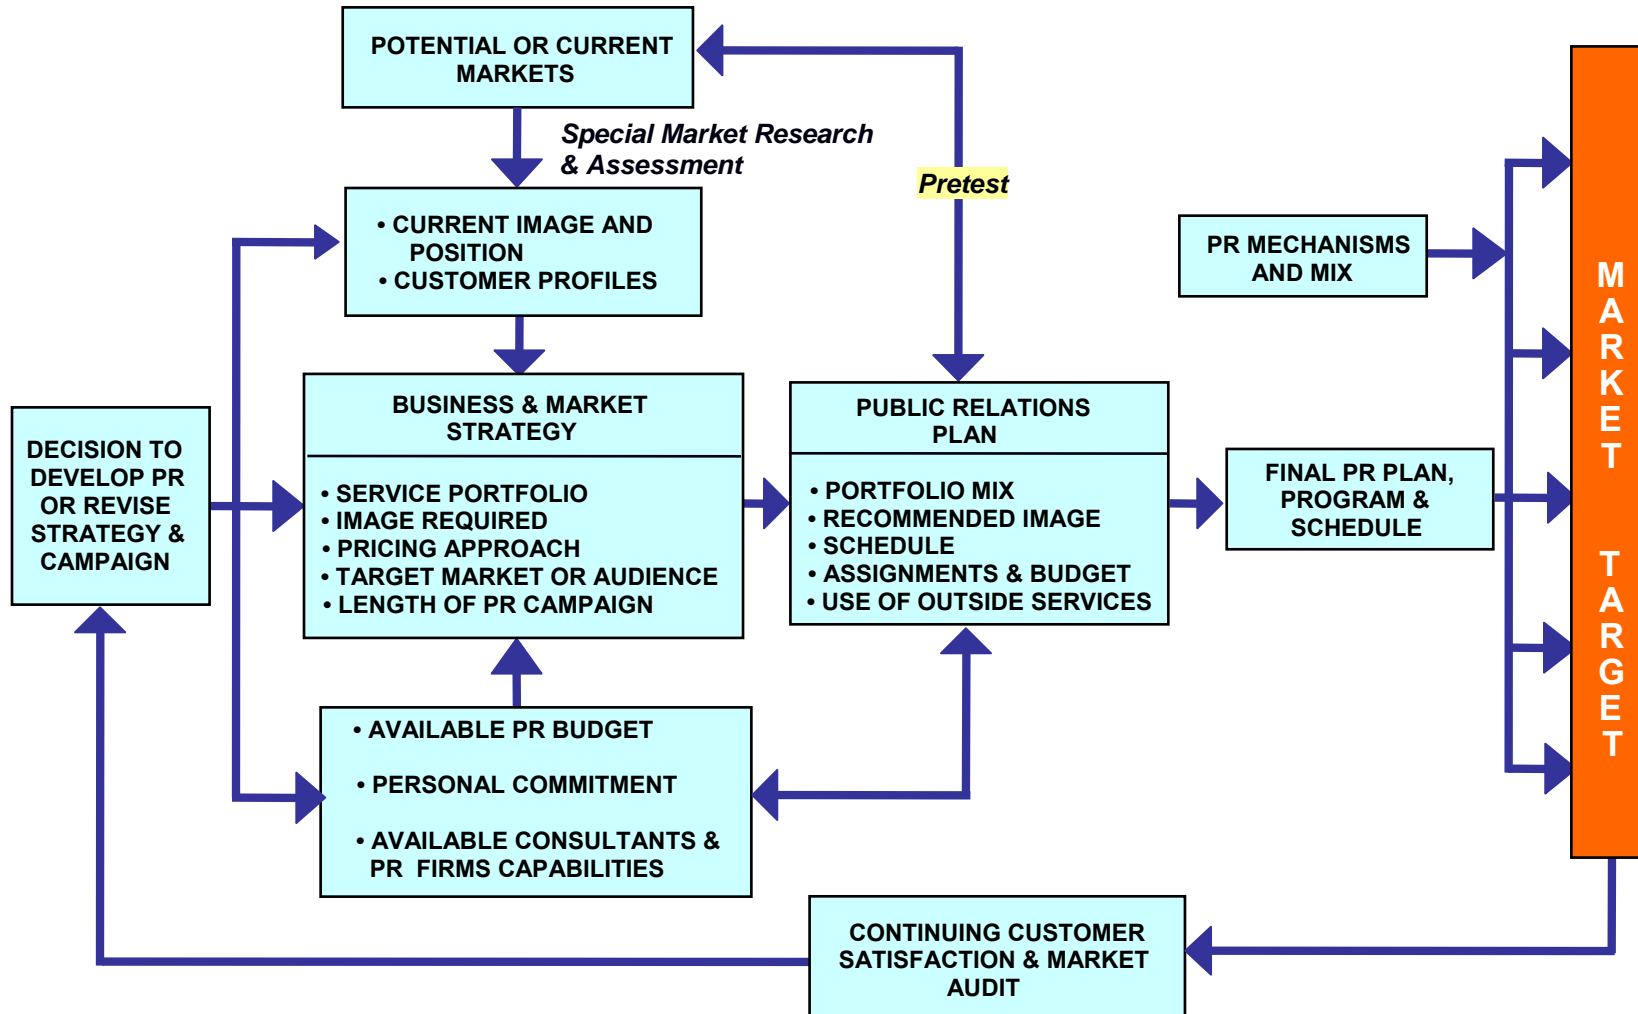 POTENTIAL OR CURRENT
MARKETS
Special Market Research
& Assessment
Pretest
• CURRENT IMAGE AND
POSITION
• CUSTOMER PROFILES
PR MECHANISMS
AND MIX
BUSINESS & MARKET
STRATEGY
• SERVICE PORTFOLIO
• IMAGE REQUIRED
• PRICING APPROACH
• TARGET MARKET OR AUDIENCE
• LENGTH OF PR CAMPAIGN
PUBLIC RELATIONS
PLAN
• PORTFOLIO MIX
• RECOMMENDED IMAGE
• SCHEDULE
• ASSIGNMENTS & BUDGET
• USE OF OUTSIDE SERVICES
DECISION TO
DEVELOP PR
OR REVISE
STRATEGY &
CAMPAIGN
FINAL PR PLAN,
PROGRAM &
SCHEDULE
MARKET TARGET
• AVAILABLE PR BUDGET
• PERSONAL COMMITMENT
• AVAILABLE CONSULTANTS &
PR FIRMS CAPABILITIES
CONTINUING CUSTOMER
SATISFACTION & MARKET
AUDIT